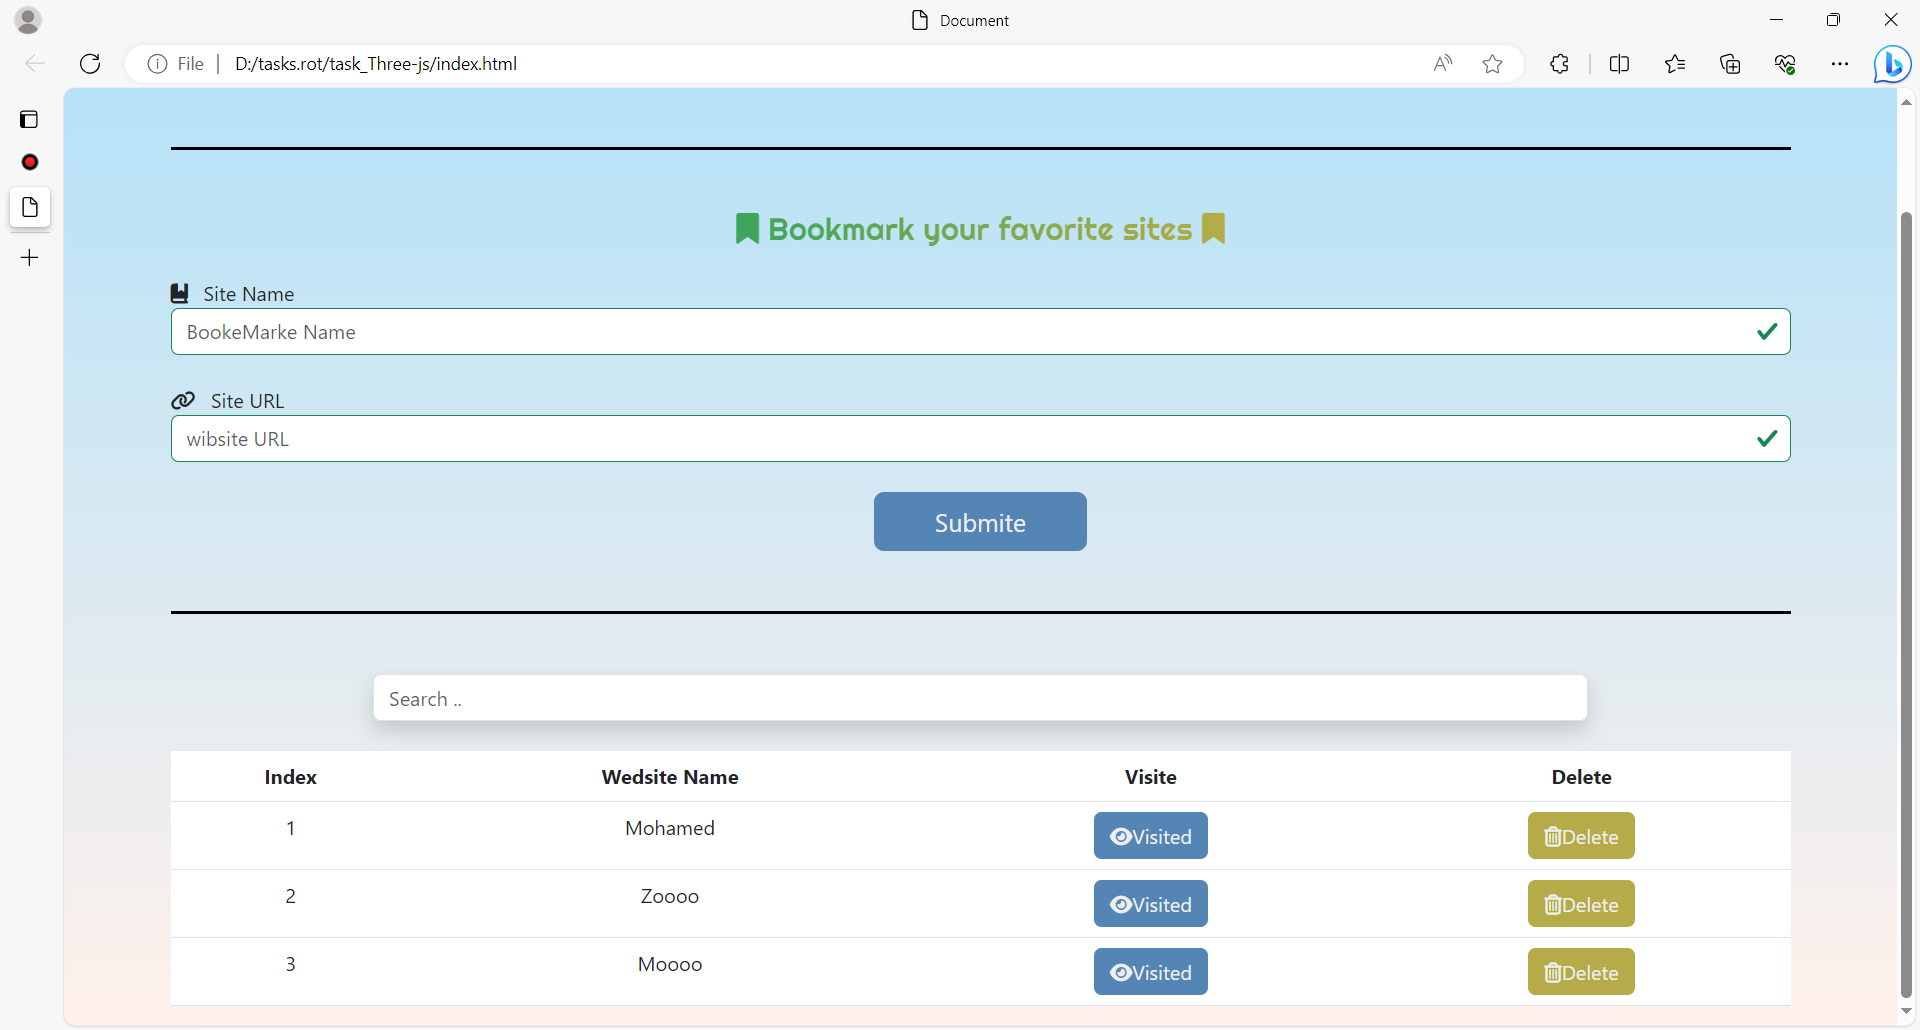 Document
File
D:/tasks.rot/task_Three-js/index.html
Bookmark your favorite sites
Site Name
BookeMarke Name
Site URL
wibsite URL
Submite
Search ..
Index Wedsite Name Visite Delete
1 Mohamed Visited Delete
2 Zoooo Visited Delete
3 Moooo Visited Delete